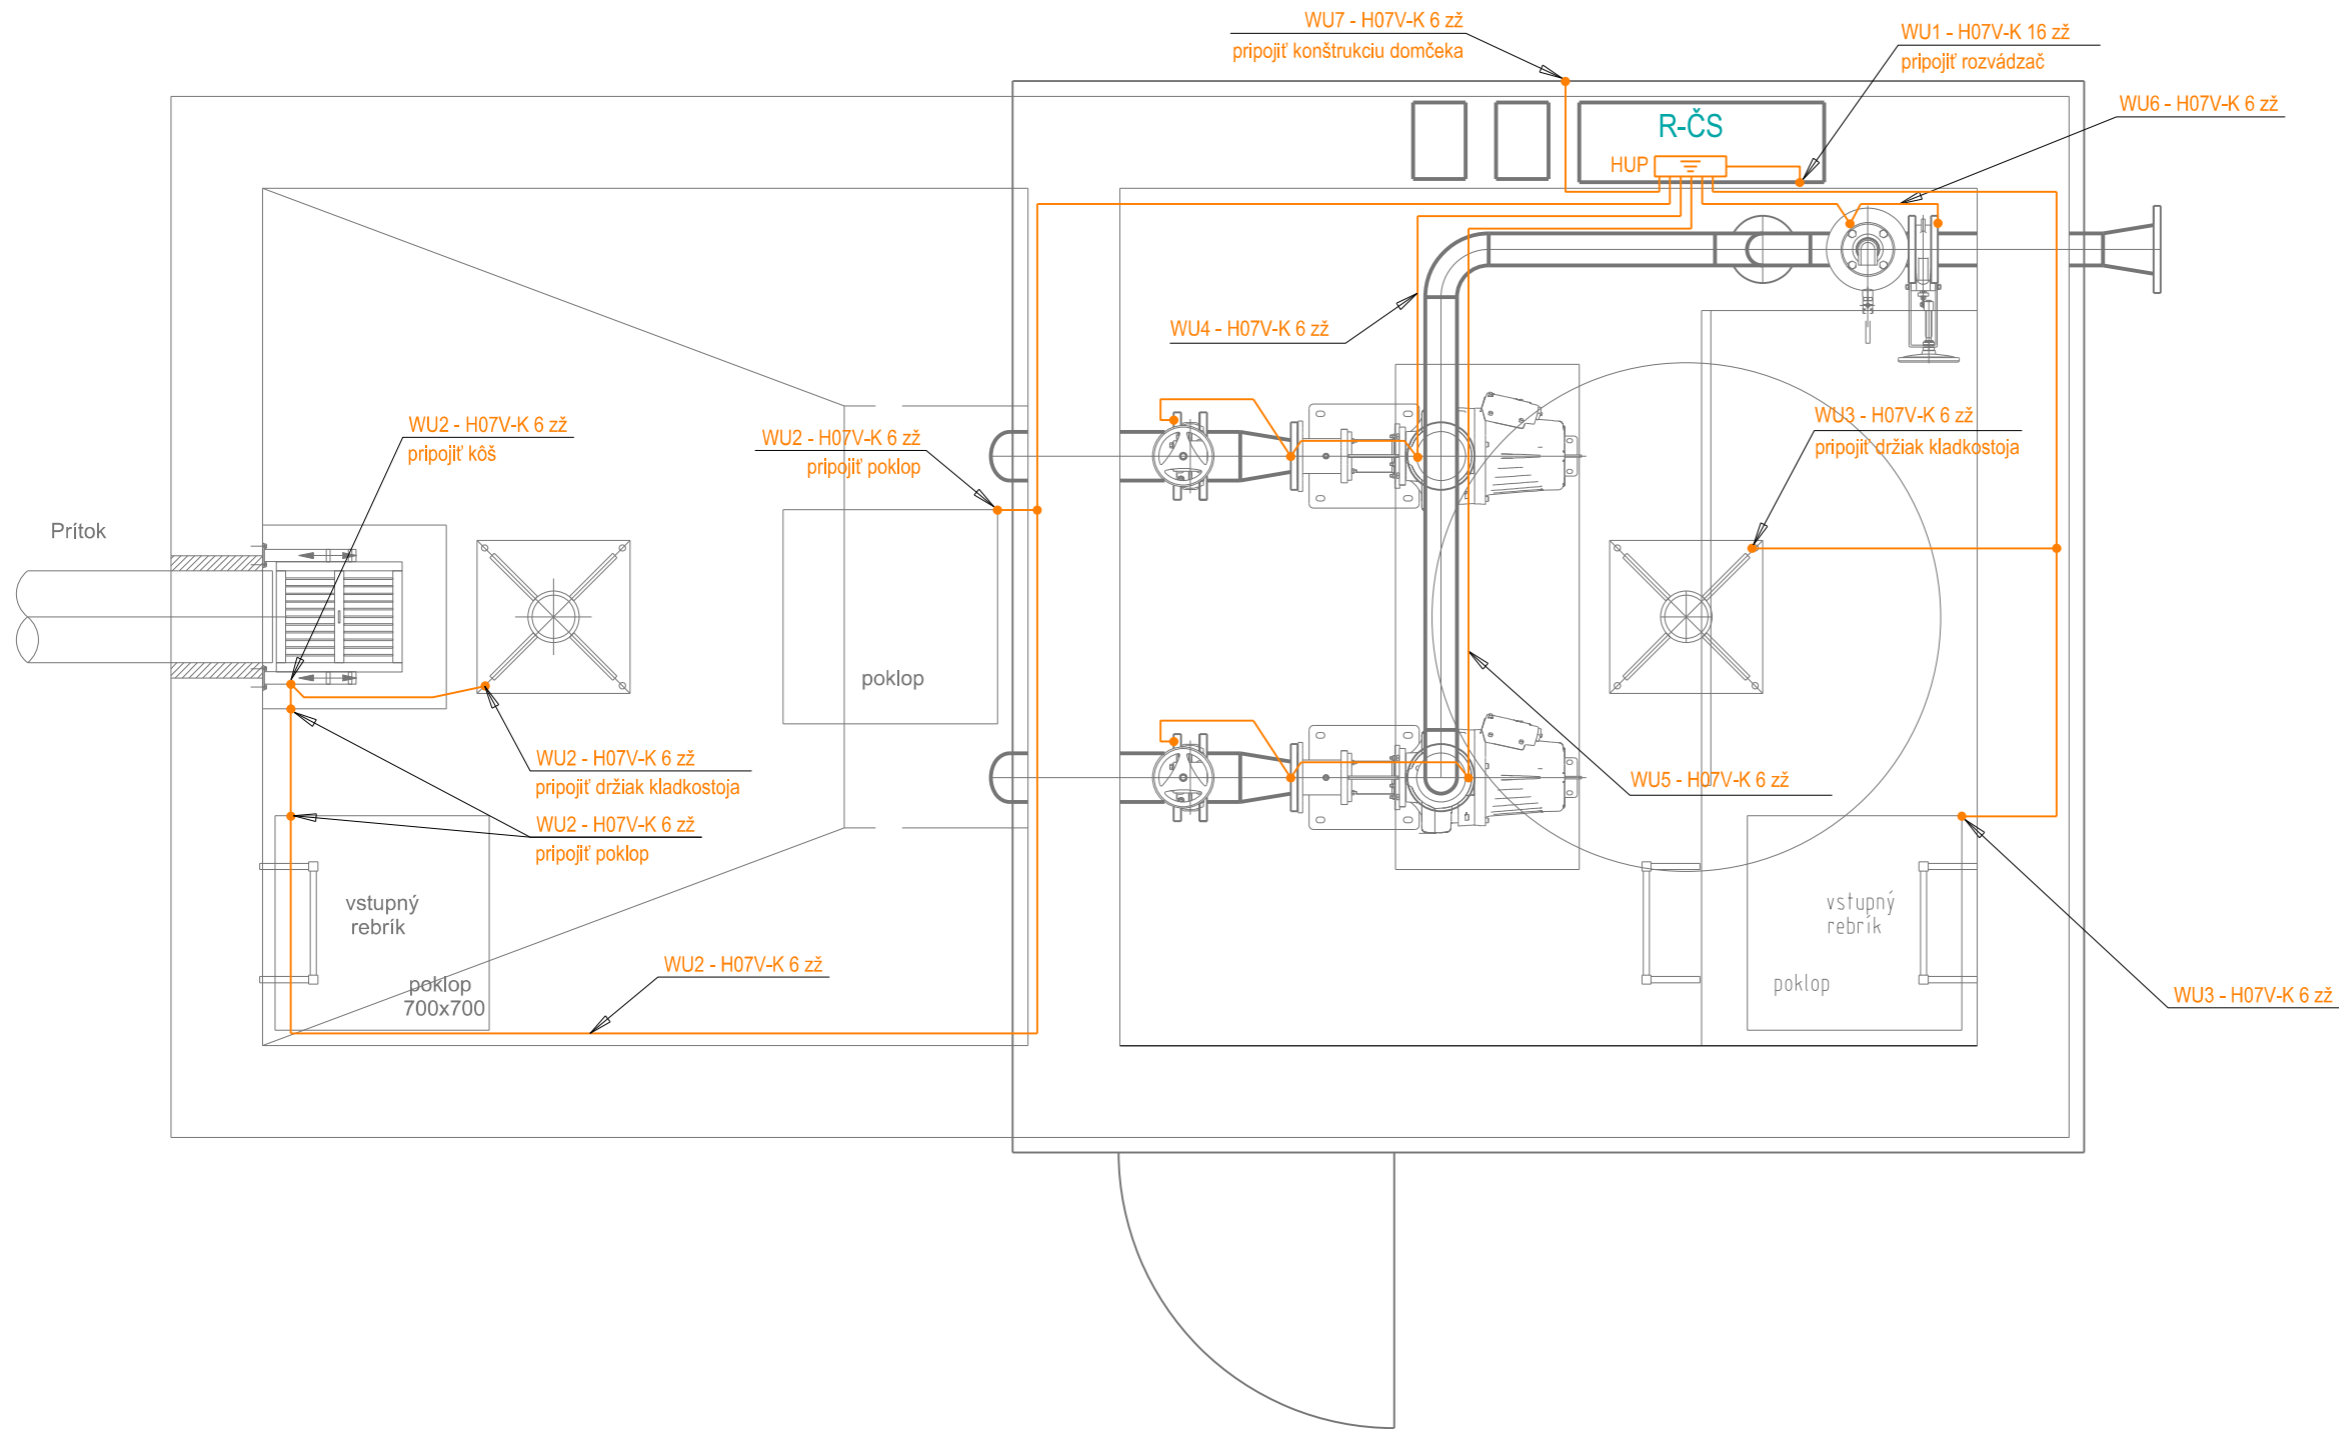 WU7 - H07V-K 6 zž
pripojiť konštrukciu domčeka
WU1 - H07V-K 16 zž
pripojiť rozvádzač
WU6 - H07V-K 6 zž
R-ČS
HUP
WU4 - H07V-K 6 zž
WU2 - H07V-K 6 zž
pripojiť kôš
WU2 - H07V-K 6 zž
pripojiť poklop
WU3 - H07V-K 6 zž
pripojiť držiak kladkostoja
Prítok
poklop
WU2 - H07V-K 6 zž
pripojiť držiak kladkostoja
WU2 - H07V-K 6 zž
pripojiť poklop
WU5 - H07V-K 6 zž
vstupný
rebrík
poklop
700x700
WU2 - H07V-K 6 zž
vstupný
rebrík
poklop
WU3 - H07V-K 6 zž